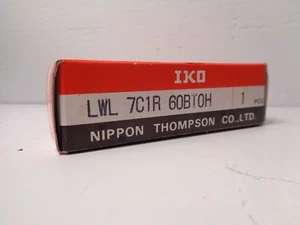 IKO
LWL 7C1R 60BT0H 1 PCS.
NIPPON THOMPSON CO.,LTD.